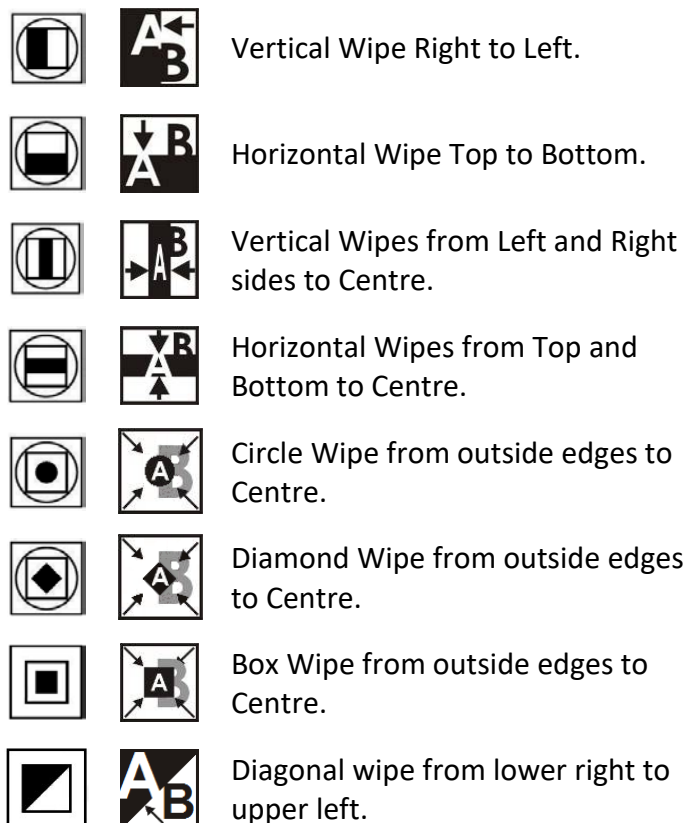 A B Vertical Wipe Right to Left.
A B Horizontal Wipe Top to Bottom.
A B Vertical Wipes from Left and Right
sides to Centre.
A B Horizontal Wipes from Top and
Bottom to Centre.
A B Circle Wipe from outside edges to
Centre.
A B Diamond Wipe from outside edges
to Centre.
A B Box Wipe from outside edges to
Centre.
A B Diagonal wipe from lower right to
upper left.